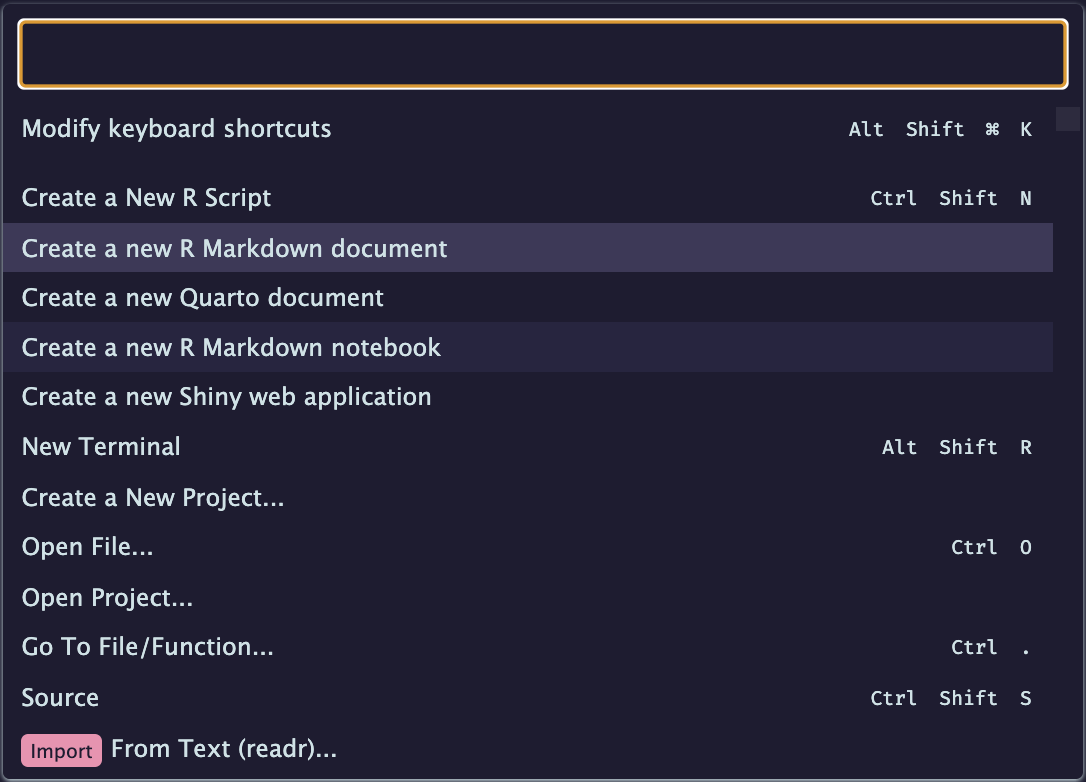 Modify keyboard shortcuts Alt Shift ⌘ K
Create a New R Script Ctrl Shift N
Create a new R Markdown document
Create a new Quarto document
Create a new R Markdown notebook
Create a new Shiny web application
New Terminal Alt Shift R
Create a New Project...
Open File... Ctrl O
Open Project...
Go To File/Function... Ctrl .
Source Ctrl Shift S
Import From Text (readr)...